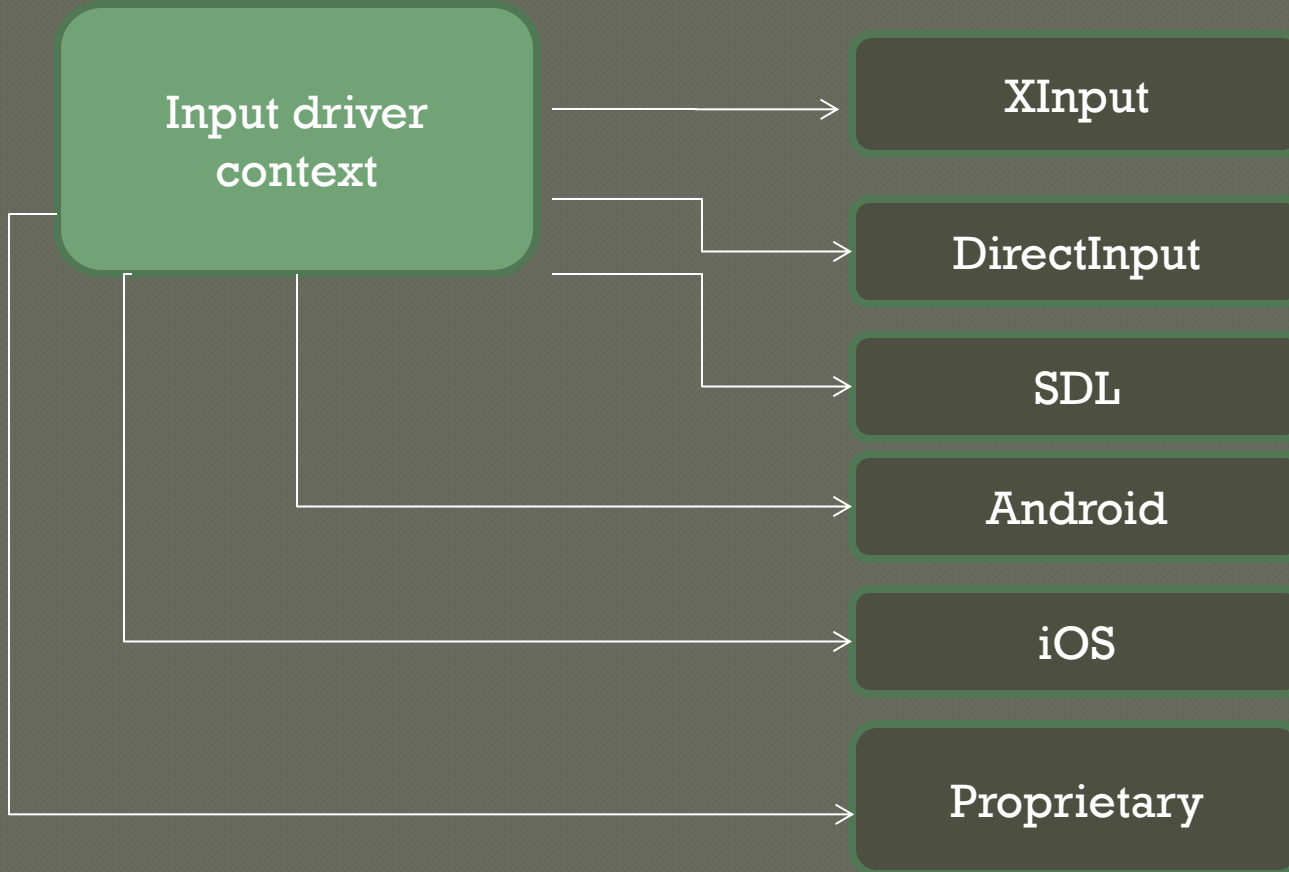 Input driver
context
XInput
DirectInput
SDL
Android
iOS
Proprietary